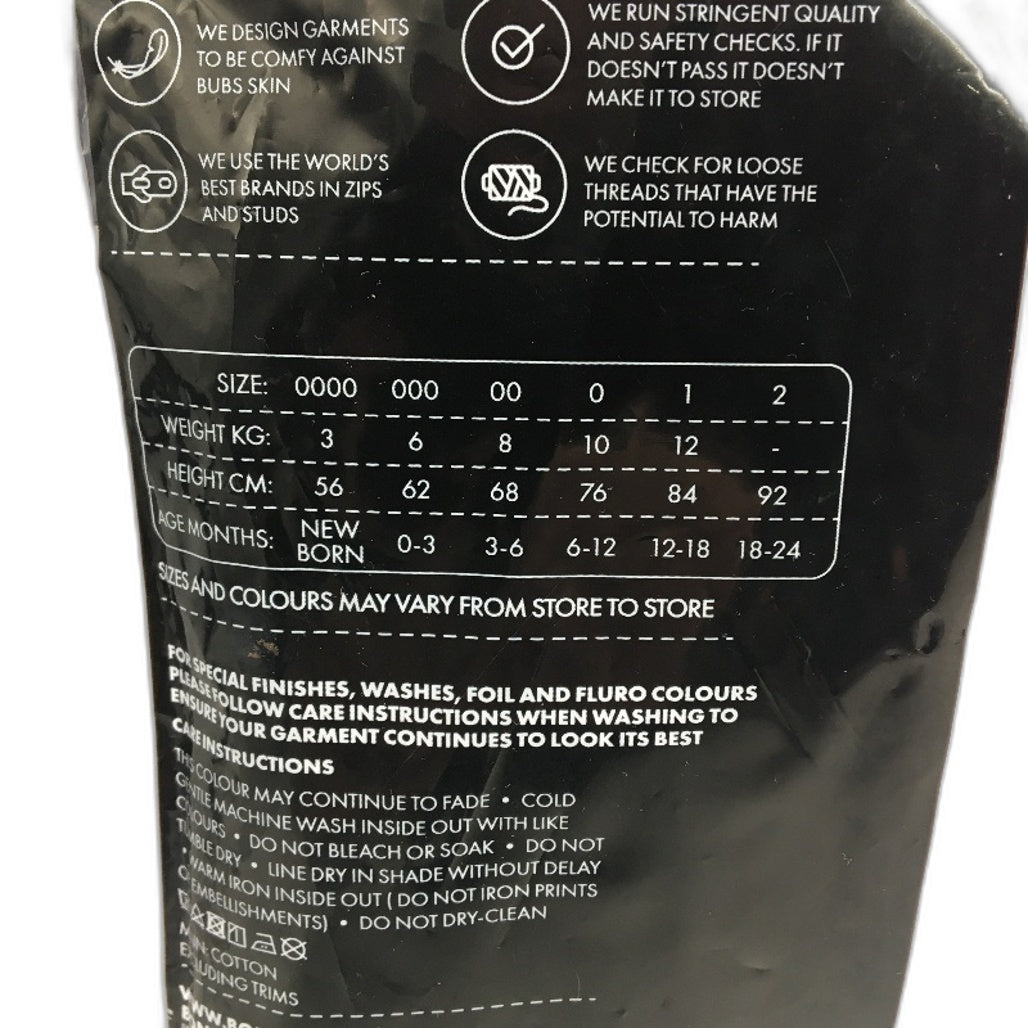 WE DESIGN GARMENTS
TO BE COMFY AGAINST
BUBS SKIN
WE RUN STRINGENT QUALITY
AND SAFETY CHECKS. IF IT
DOESN'T PASS IT DOESN'T
MAKE IT TO STORE
WE USE THE WORLD'S
BEST BRANDS IN ZIPS
AND STUDS
WE CHECK FOR LOOSE
THREADS THAT HAVE THE
POTENTIAL TO HARM
SIZE: 0000 000 00 0 1 2
WEIGHT KG: 3 6 8 10 12 -
HEIGHT CM: 56 62 68 76 84 92
AGE MONTHS: NEW BORN 0-3 3-6 6-12 12-18 18-24
SIZES AND COLOURS MAY VARY FROM STORE TO STORE
FOR SPECIAL FINISHES, WASHES, FOIL AND FLURO COLOURS
PLEASE FOLLOW CARE INSTRUCTIONS WHEN WASHING TO
ENSURE YOUR GARMENT CONTINUES TO LOOK ITS BEST
CARE INSTRUCTIONS
THIS COLOUR MAY CONTINUE TO FADE • COLD
GENTLE MACHINE WASH INSIDE OUT WITH LIKE
COLOURS • DO NOT BLEACH OR SOAK • DO NOT
TUMBLE DRY • LINE DRY IN SHADE WITHOUT DELAY
• WARM IRON INSIDE OUT ( DO NOT IRON PRINTS
O EMBELLISHMENTS) • DO NOT DRY-CLEAN
MAIN: COTTON
EXCLUDING TRIMS